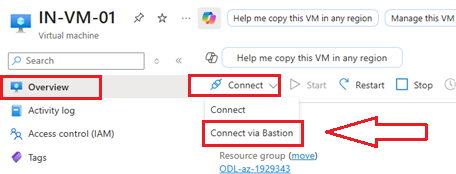 IN-VM-01
Virtual machine
Help me copy this VM in any region
Manage this VM
Search
Help me copy this VM in any region
Overview
Connect
Start
Restart
Stop
Activity log
Connect
Access control (IAM)
Connect via Bastion
Tags
Resource group (move)
ODL-az-1929343